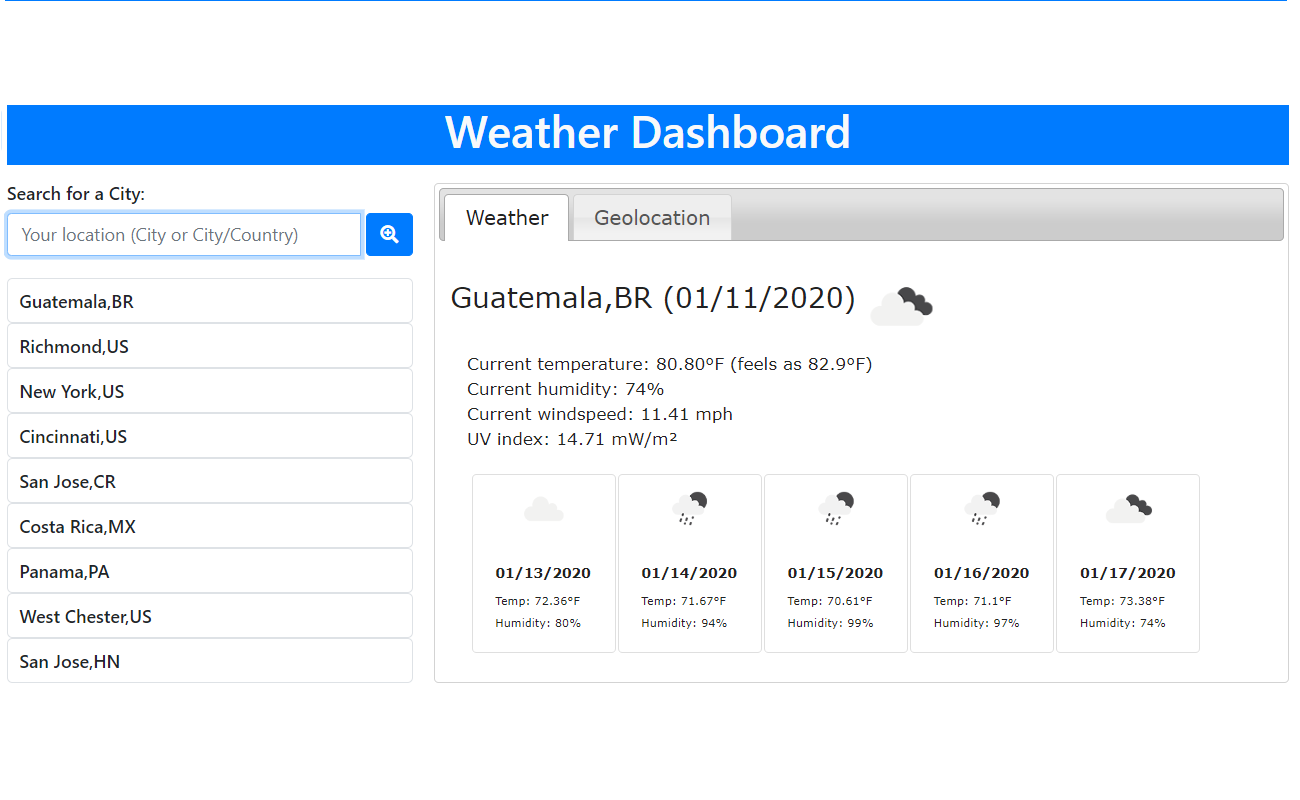 Weather Dashboard
Search for a City:
Your location (City or City/Country)
Guatemala,BR
Richmond,US
New York,US
Cincinnati,US
San Jose,CR
Costa Rica,MX
Panama,PA
West Chester,US
San Jose,HN
Weather
Geolocation
Guatemala,BR (01/11/2020)
Current temperature: 80.80ºF (feels as 82.9ºF)
Current humidity: 74%
Current windspeed: 11.41 mph
UV index: 14.71 mW/m²
01/13/2020
Temp: 72.36°F
Humidity: 80%
01/14/2020
Temp: 71.67°F
Humidity: 94%
01/15/2020
Temp: 70.61°F
Humidity: 99%
01/16/2020
Temp: 71.1°F
Humidity: 97%
01/17/2020
Temp: 73.38°F
Humidity: 74%